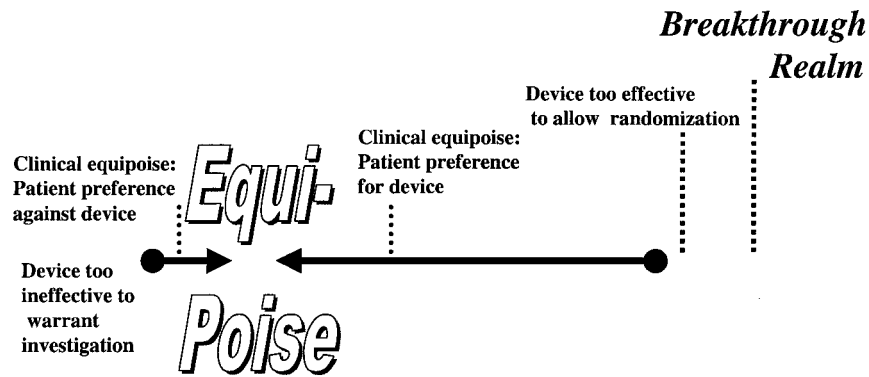 Breakthrough
Realm
Device too effective
to allow randomization
Clinical equipoise:
Patient preference
for device
Clinical equipoise:
Patient preference
against device
Equi-
Poise
Device too
ineffective to
warrant
investigation